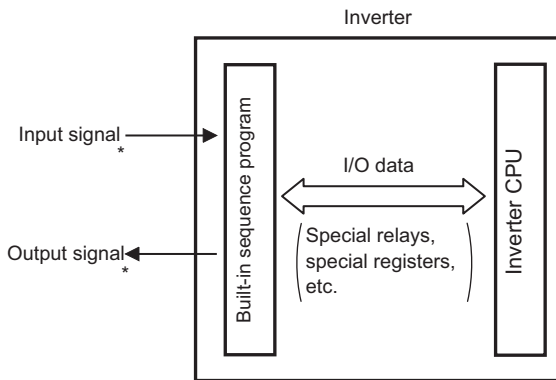 Inverter
Input signal
*
Output signal
*
Built-in sequence program
I/O data
(Special relays,
special registers,
etc.)
Inverter CPU